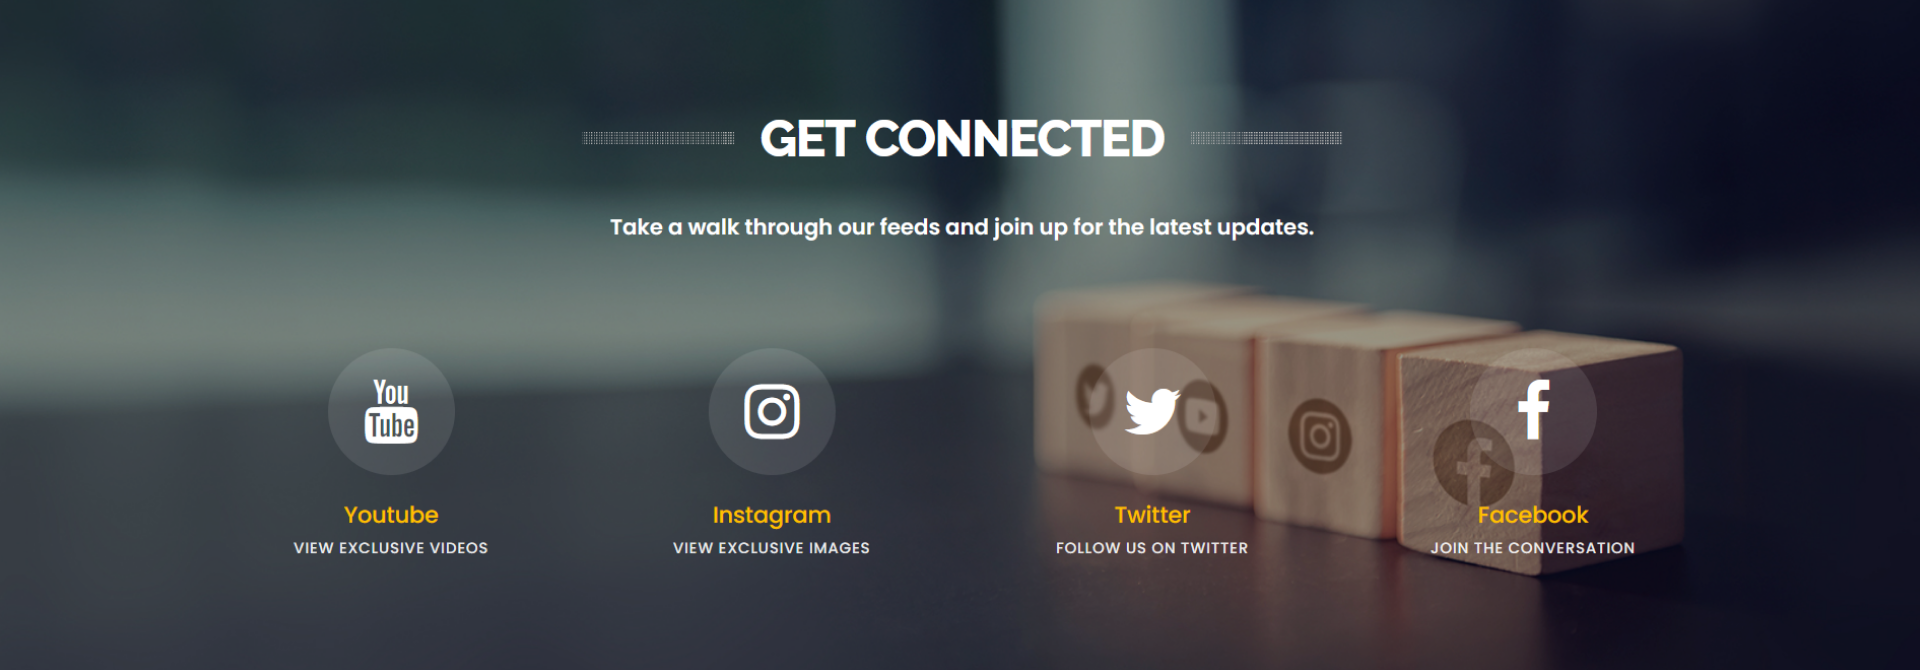 GET CONNECTED
Take a walk through our feeds and join up for the latest updates.
You
Tube
Youtube
VIEW EXCLUSIVE VIDEOS
Instagram
VIEW EXCLUSIVE IMAGES
Twitter
FOLLOW US ON TWITTER
Facebook
JOIN THE CONVERSATION